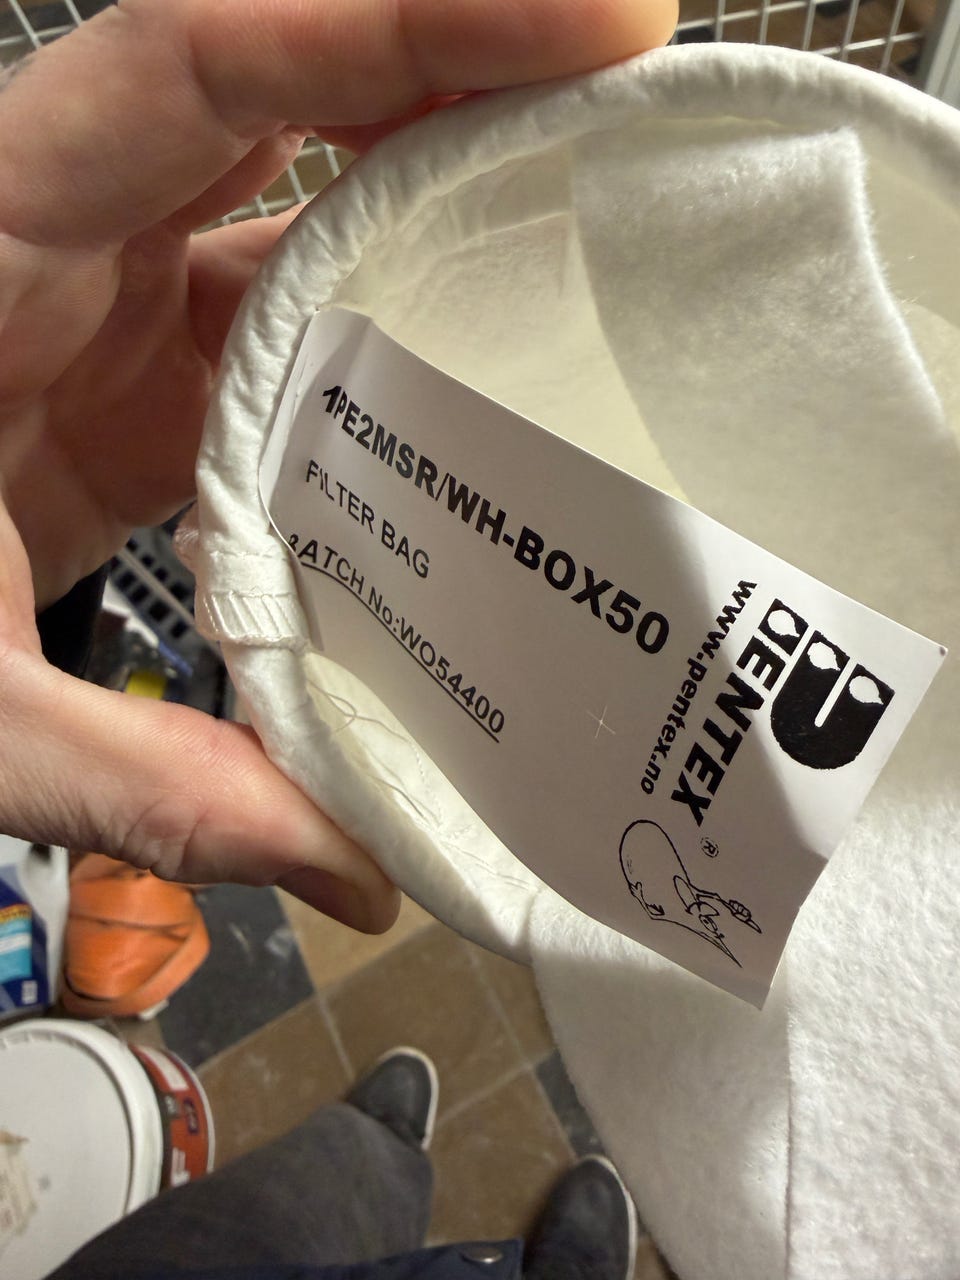 1PE2MSR/WH-BOX50
FILTER BAG
BATCH No:WO54400
PENTEX®
www.pentex.no